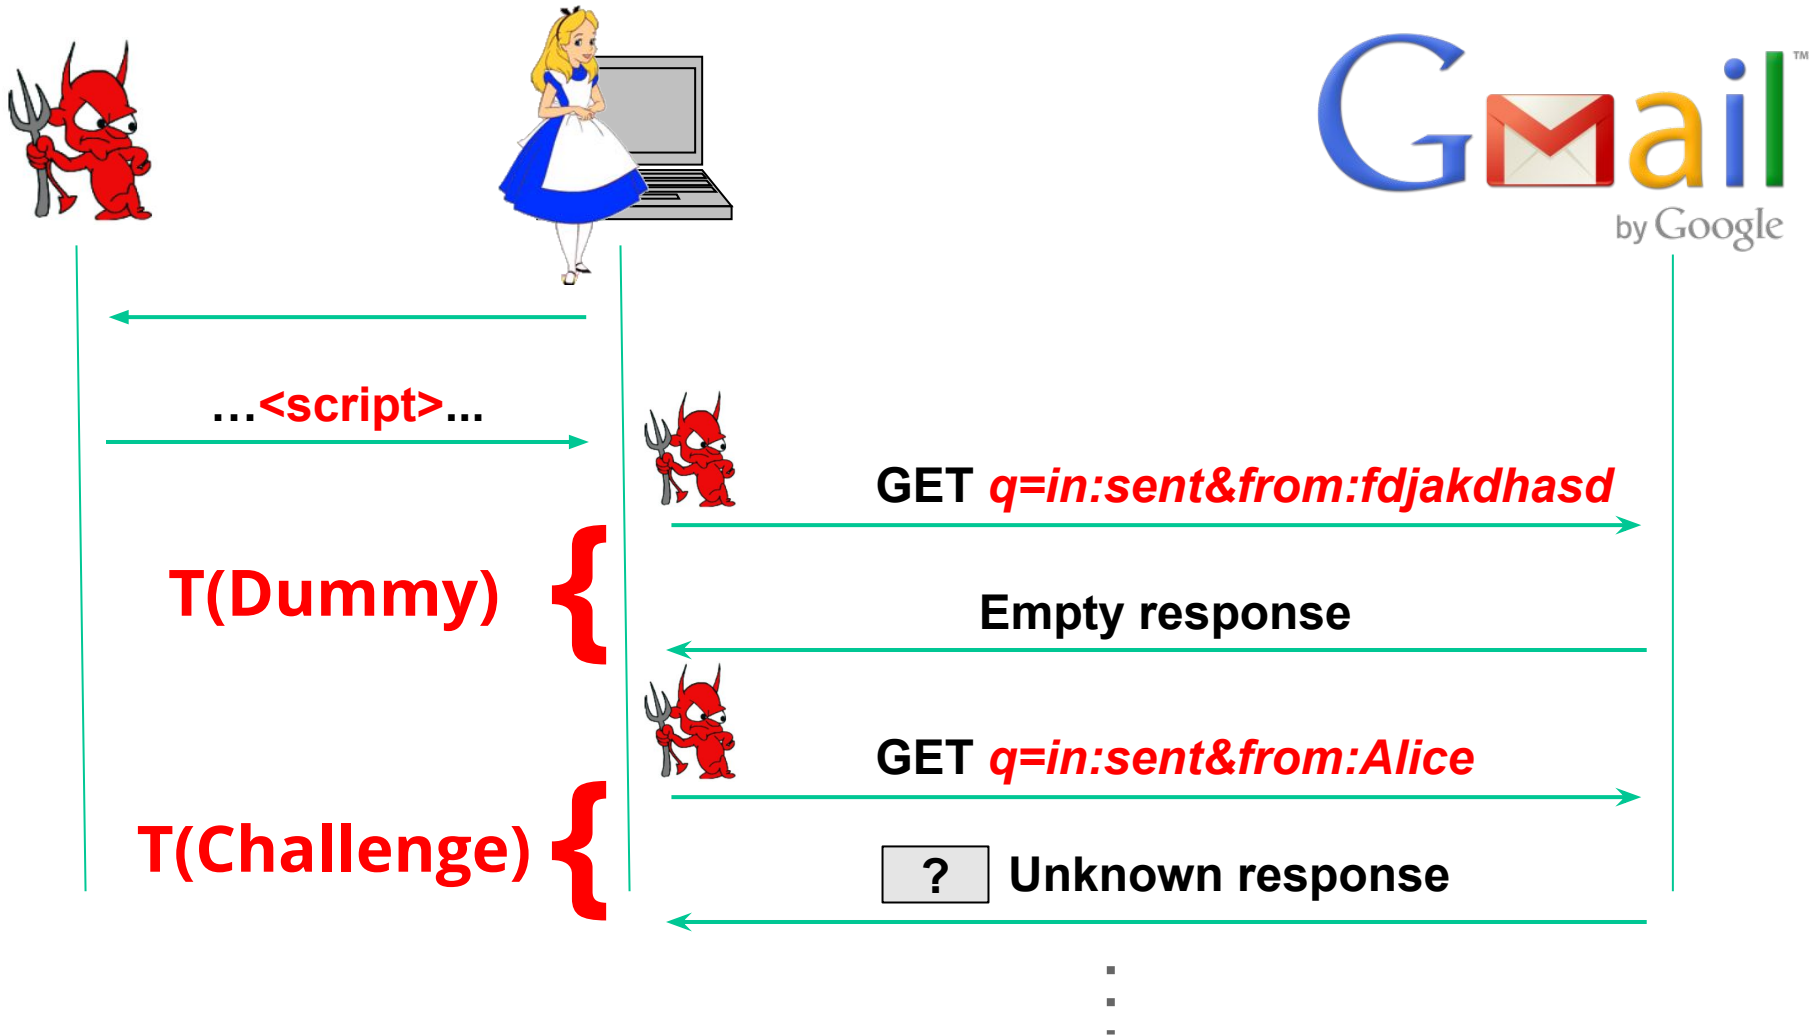 Gmail™
by Google
...<script>...
GET q=in:sent&from:fdjakdhasd
T(Dummy) {
Empty response
GET q=in:sent&from:Alice
T(Challenge) {
? Unknown response